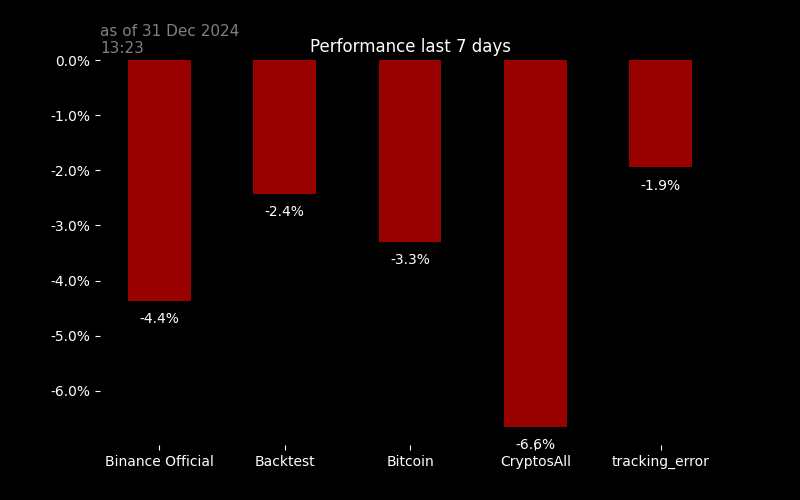 as of 31 Dec 2024
13:23
Performance last 7 days
0.0%
-1.0%
-2.0%
-3.0%
-4.0%
-5.0%
-6.0%
-4.4%
-2.4%
-3.3%
-6.6%
-1.9%
Binance Official
Backtest
Bitcoin
CryptosAll
tracking_error